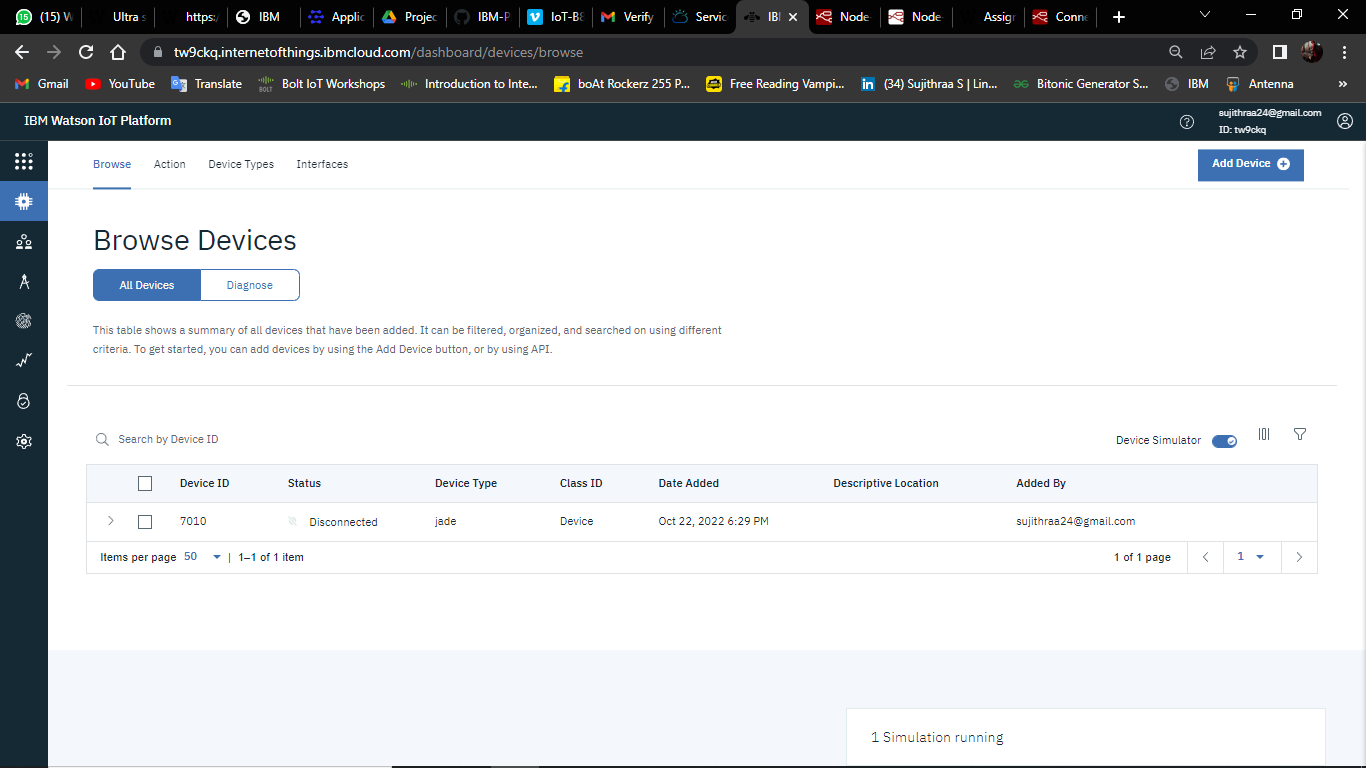 15 (15) W
Ultra s
https:/
IBM
Applic
Projec
IBM-P
IoT-B8
Verify
Servic
IBI
Node-
Node-
Assigr
Conne
tw9ckq.internetofthings.ibmcloud.com/dashboard/devices/browse
Gmail
YouTube
Translate
BOLT
Bolt IoT Workshops
Introduction to Inte...
boAt Rockerz 255 P...
Free Reading Vampi...
in (34) Sujithraa S | Lin...
Bitonic Generator S...
IBM
Antenna
»
IBM Watson IoT Platform
sujithraa24@gmail.com
ID: tw9ckq
Browse
Action
Device Types
Interfaces
Add Device
Browse Devices
All Devices
Diagnose
This table shows a summary of all devices that have been added. It can be filtered, organized, and searched on using different
criteria. To get started, you can add devices by using the Add Device button, or by using API.
Search by Device ID
Device Simulator
Device ID Status Device Type Class ID Date Added Descriptive Location Added By
7010 Disconnected jade Device Oct 22, 2022 6:29 PM sujithraa24@gmail.com
Items per page 50 | 1–1 of 1 item
1 of 1 page
1
1 Simulation running